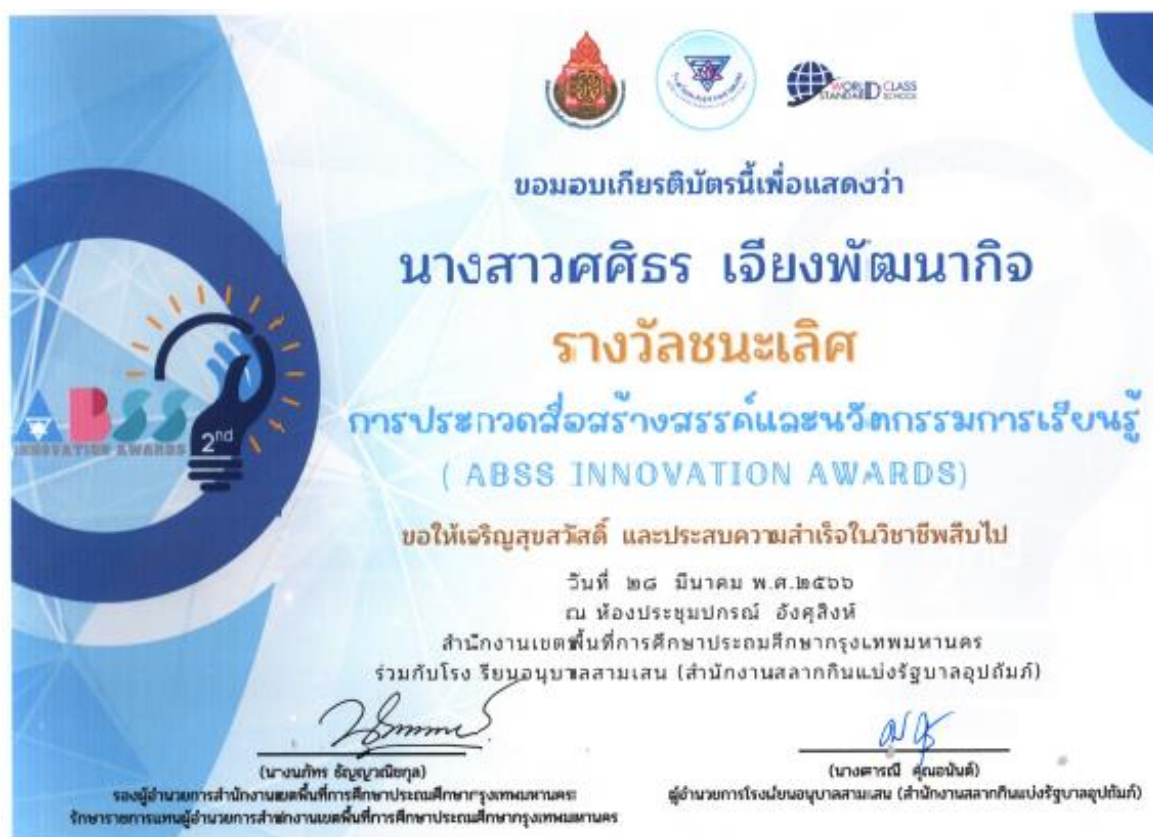 WORLD CLASS
STANDARD SCHOOL
ขอมอบเกียรติบัตรนี้เพื่อแสดงว่า
นางสาวศศิธร เจียงพัฒนากิจ
รางวัลชนะเลิศ
การประกวดสื่อสร้างสรรค์และนวัตกรรมการเรียนรู้
( ABSS INNOVATION AWARDS)
ABSS
INNOVATION AWARDS
2nd
ขอให้เจริญสุขสวัสดิ์ และประสบความสำเร็จในวิชาชีพสืบไป
วันที่ ๒๘ มีนาคม พ.ศ.๒๕๖๖
ณ ห้องประชุมปกรณ์ อังศุสิงห์
สำนักงานเขตพื้นที่การศึกษาประถมศึกษากรุงเทพมหานคร
ร่วมกับโรง รียนอนุบาลสามเสน (สำนักงานสลากกินแบ่งรัฐบาลอุปถัมภ์)
(นางนภัทร ธัญญวณิชกุล)
รองผู้อำนวยการสำนักงานเขตพื้นที่การศึกษาประถมศึกษากรุงเทพมหานคร
รักษาราชการแทนผู้อำนวยการสำนักงานเขตพื้นที่การศึกษาประถมศึกษากรุงเทพมหานคร
(นางศารณี คุณอนันต์)
ผู้อำนวยการโรงเรียนอนุบาลสามเสน (สำนักงานสลากกินแบ่งรัฐบาลอุปถัมภ์)